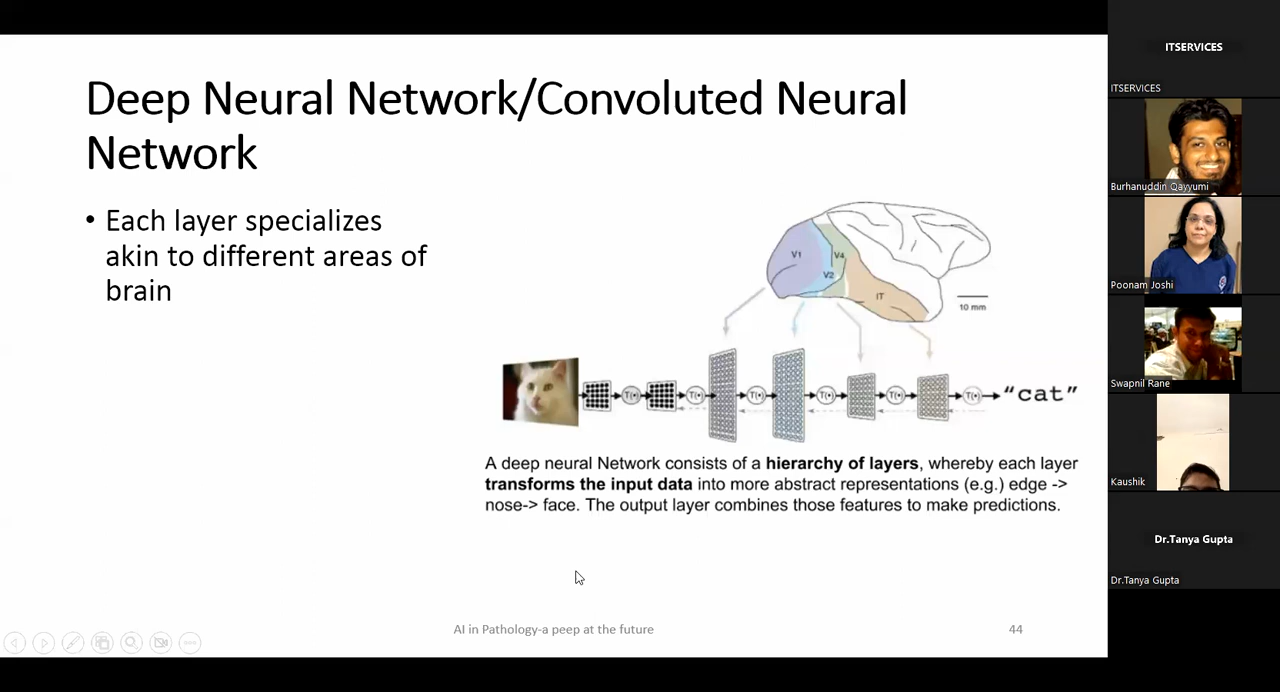 Deep Neural Network/Convoluted Neural
Network
• Each layer specializes
akin to different areas of
brain
V1
V4
V2
IT
10 mm
T(•)
T(•)
T(•)
T(•)
T(•)
T(•)
"cat"
A deep neural Network consists of a hierarchy of layers, whereby each layer
transforms the input data into more abstract representations (e.g.) edge ->
nose-> face. The output layer combines those features to make predictions.
AI in Pathology-a peep at the future
44
ITSERVICES
ITSERVICES
Burhanuddin Qayyumi
Poonam Joshi
Swapnil Rane
Kaushik
Dr.Tanya Gupta
Dr.Tanya Gupta